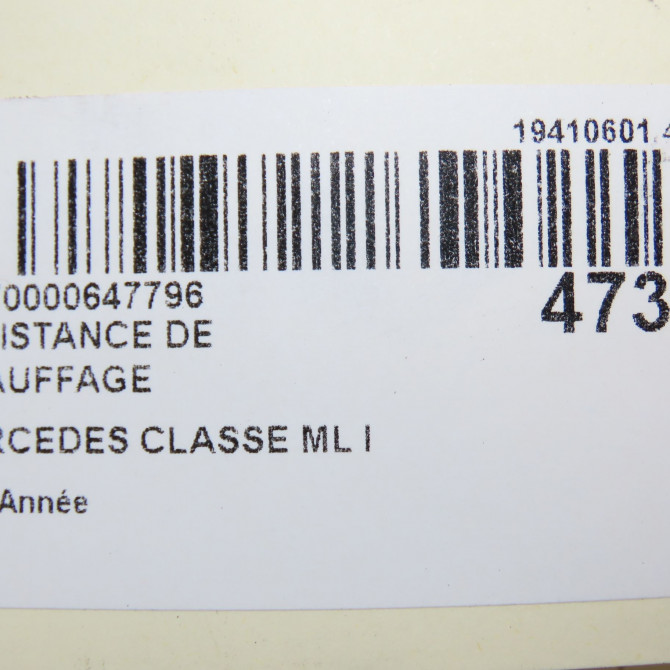 19410601.4
0000647796
473
ISTANCE DE
AUFFAGE
RCEDES CLASSE ML I
Année